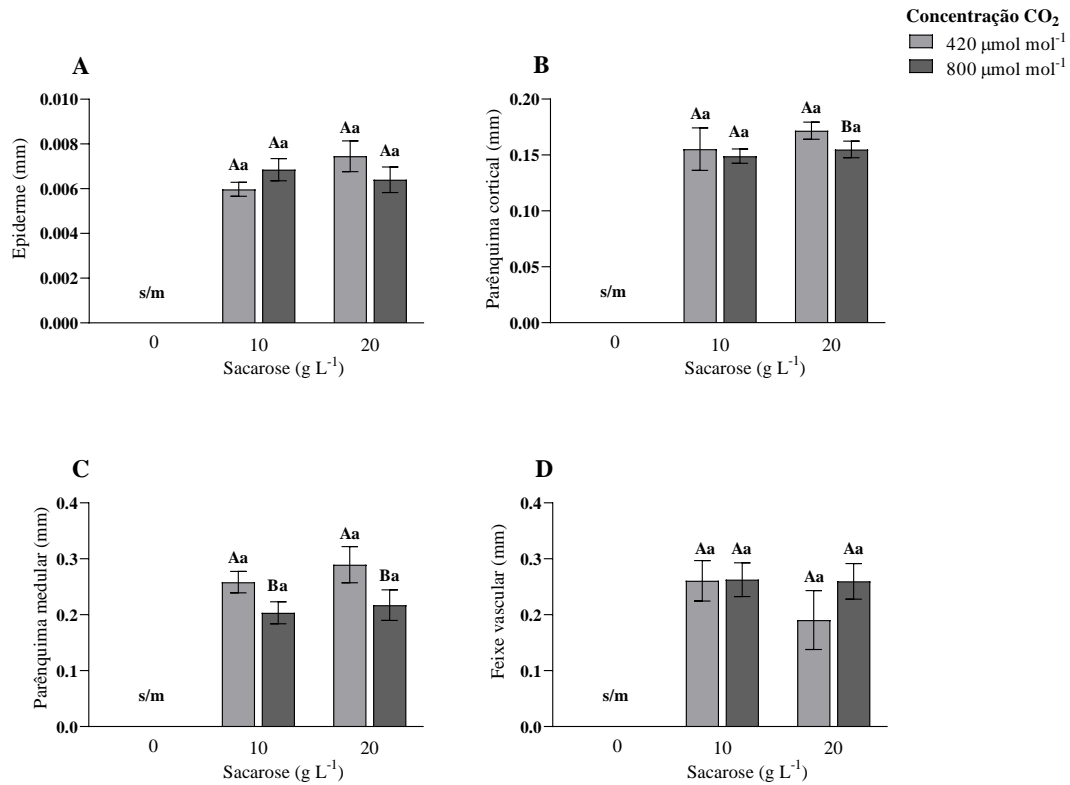 Concentração CO₂
420 µmol mol⁻¹
800 µmol mol⁻¹
A
Epiderme (mm)
0.010
0.008
0.006
0.004
0.002
0.000
Aa
Aa
Aa
Aa
s/m
0
10
20
Sacarose (g L⁻¹)
B
Parênquima cortical (mm)
0.20
0.15
0.10
0.05
0.00
Aa
Aa
Aa
Ba
s/m
0
10
20
Sacarose (g L⁻¹)
C
Parênquima medular (mm)
0.4
0.3
0.2
0.1
0.0
Aa
Ba
Aa
Ba
s/m
0
10
20
Sacarose (g L⁻¹)
D
Feixe vascular (mm)
0.4
0.3
0.2
0.1
0.0
Aa
Aa
Aa
Aa
s/m
0
10
20
Sacarose (g L⁻¹)